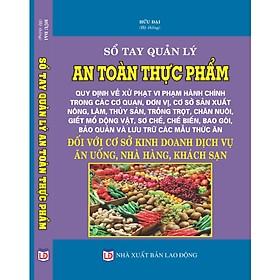 HỮU ĐẠI
(Hệ thống)
SỔ TAY QUẢN LÝ
AN TOÀN THỰC PHẨM
QUY ĐỊNH VỀ XỬ PHẠT VI PHẠM HÀNH CHÍNH
TRONG CÁC CƠ QUAN, ĐƠN VỊ, CƠ SỞ SẢN XUẤT
NÔNG, LÂM, THỦY SẢN, TRỒNG TRỌT, CHĂN NUÔI,
GIẾT MỔ ĐỘNG VẬT, SƠ CHẾ, CHẾ BIẾN, BAO GÓI,
BẢO QUẢN VÀ LƯU TRỮ CÁC MẪU THỨC ĂN
ĐỐI VỚI CƠ SỞ KINH DOANH DỊCH VỤ
ĂN UỐNG, NHÀ HÀNG, KHÁCH SẠN
NHÀ XUẤT BẢN LAO ĐỘNG
HỮU ĐẠI
(Hệ thống)
SỔ TAY QUẢN LÝ AN TOÀN THỰC PHẨM